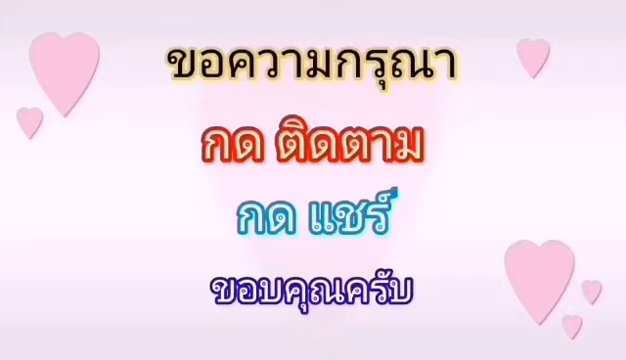 ขอความกรุณา
กด ติดตาม
กด แชร์
ขอบคุณครับ